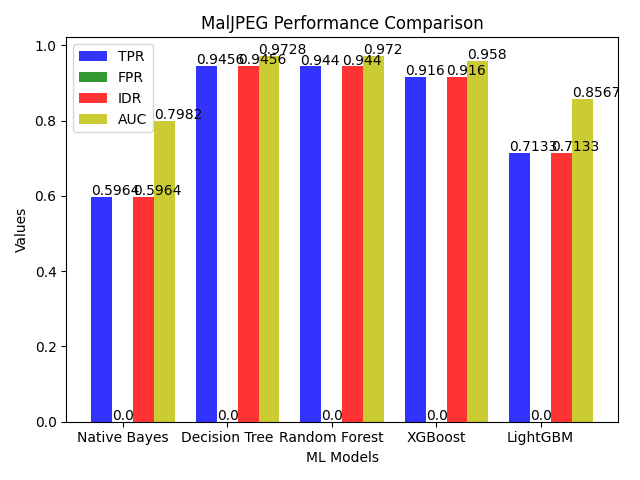 MalJPEG Performance Comparison
TPR
FPR
IDR
AUC
Values
1.0
0.8
0.6
0.4
0.2
0.0
0.5964
0.0
0.5964
0.7982
0.9456
0.0
0.9456
0.9728
0.944
0.0
0.944
0.972
0.916
0.0
0.916
0.958
0.7133
0.0
0.7133
0.8567
Native Bayes
Decision Tree
Random Forest
XGBoost
LightGBM
ML Models